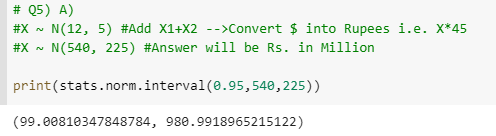 # Q5) A)
#X ~ N(12, 5) #Add X1+X2 -->Convert $ into Rupees i.e. X*45
#X ~ N(540, 225) #Answer will be Rs. in Million
print(stats.norm.interval(0.95,540,225))
(99.00810347848784, 980.9918965215122)